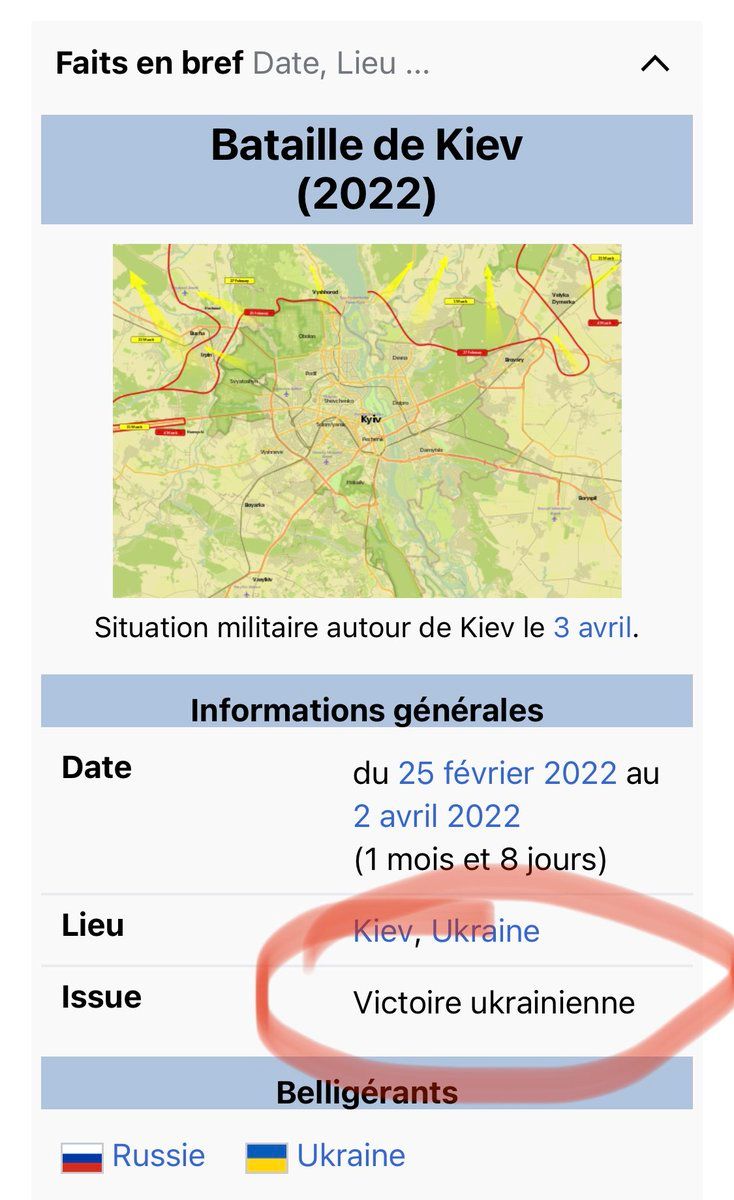 Faits en bref Date, Lieu ...
Bataille de Kiev
(2022)
Vyshhorod
Velyka
Dymerka
Bucha
Irpin
Obolon
Desna
Brovary
Svyatoshyn
Podil
Shevchenko
Dnipro
Kyiv
Solomyansk
Pechersk
Vyshneve
Darnytsia
Holosiiv
Boryspil
Boyarka
Vasylkiv
Situation militaire autour de Kiev le 3 avril.
Informations générales
Date
du 25 février 2022 au
2 avril 2022
(1 mois et 8 jours)
Lieu
Kiev, Ukraine
Issue
Victoire ukrainienne
Belligérants
Russie
Ukraine